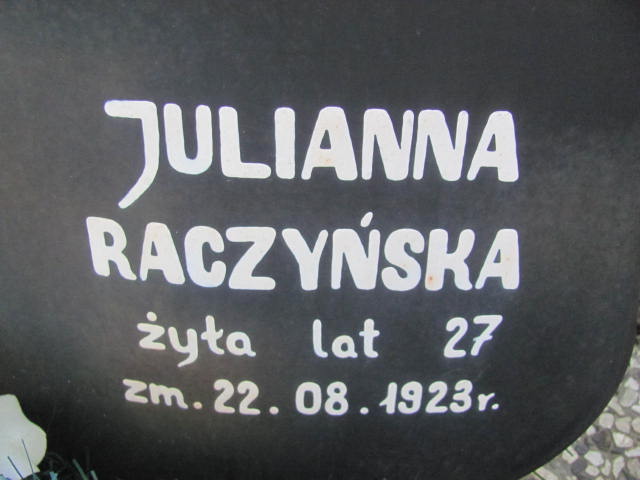 JULIANNA
RACZYŃSKA
żyła lat 27
zm. 22. 08. 1923 r.